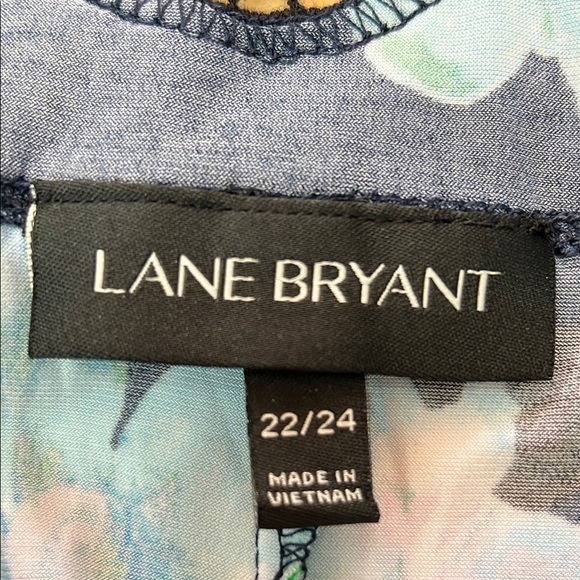 LANE BRYANT
22/24
MADE IN
VIETNAM